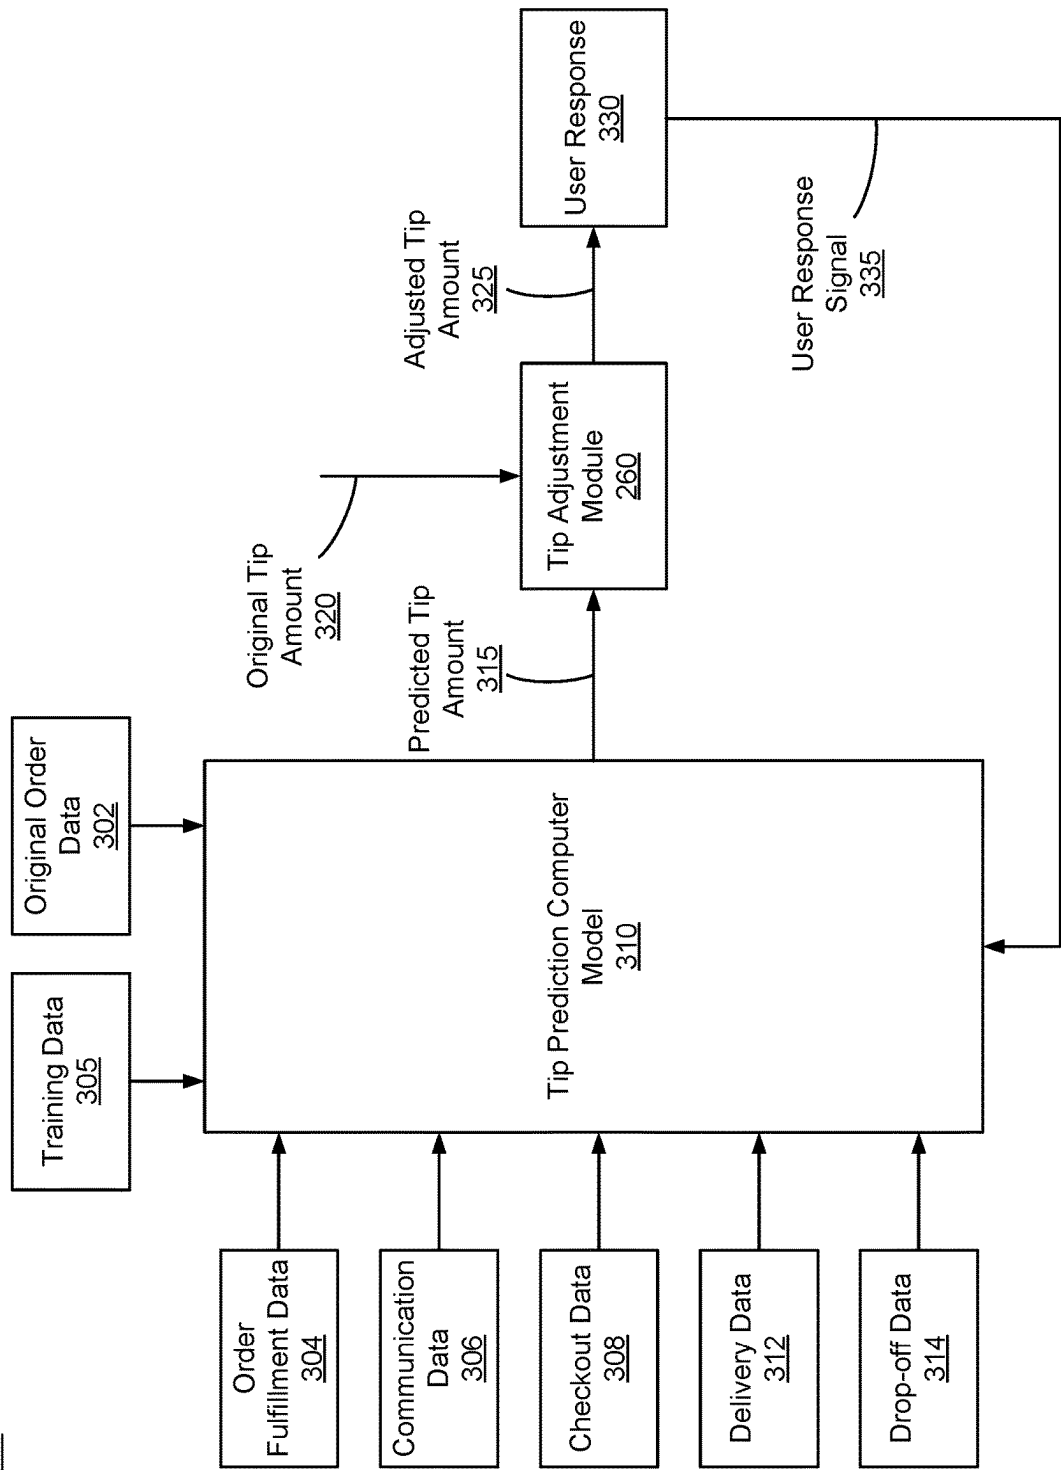 Training Data
305
Original Order
Data
302
Order
Fulfillment Data
304
Communication
Data
306
Checkout Data
308
Delivery Data
312
Drop-off Data
314
Tip Prediction Computer
Model
310
Predicted Tip
Amount
315
Original Tip
Amount
320
Tip Adjustment
Module
260
Adjusted Tip
Amount
325
User Response
330
User Response
Signal
335